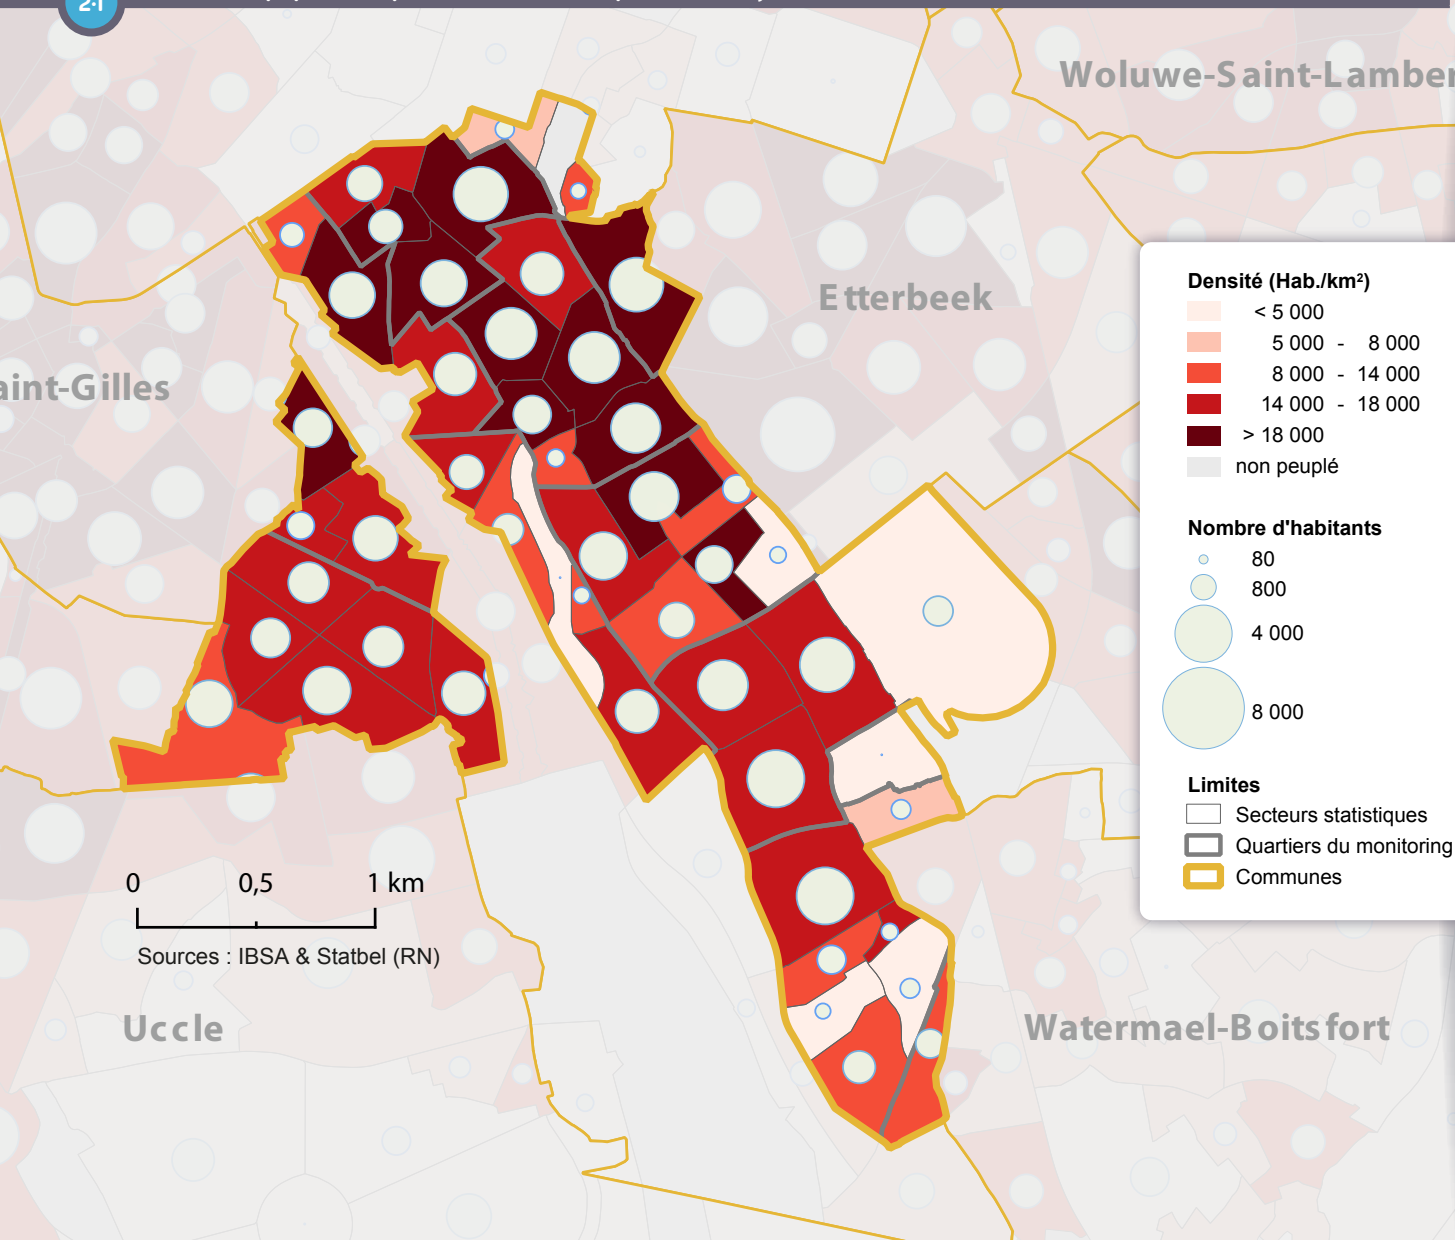 2.1
Woluwe-Saint-Lamber
Etterbeek
aint-Gilles
Densité (Hab./km²)
< 5 000
5 000 - 8 000
8 000 - 14 000
14 000 - 18 000
> 18 000
non peuplé
Nombre d'habitants
80
800
4 000
8 000
Limites
Secteurs statistiques
Quartiers du monitoring
Communes
0 0,5 1 km
Sources : IBSA & Statbel (RN)
Uccle
Watermael-Boitsfort